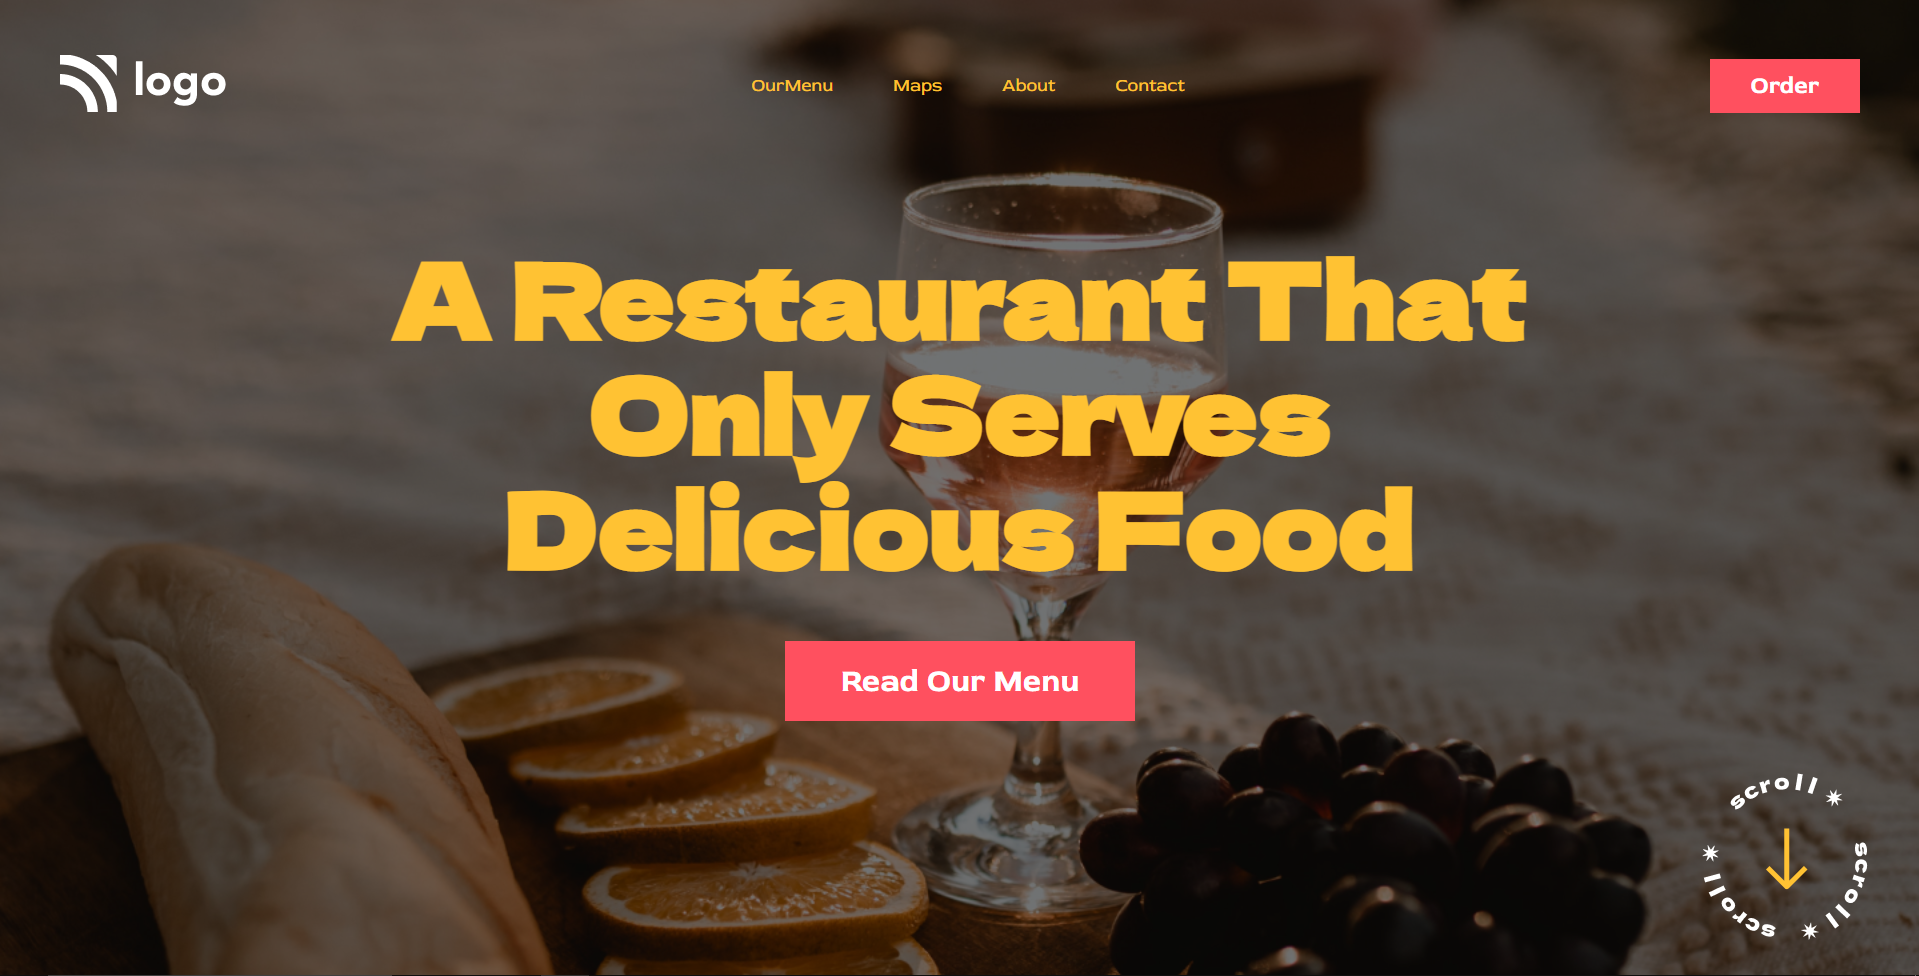 logo
OurMenu
Maps
About
Contact
Order
A Restaurant That
Only Serves
Delicious Food
Read Our Menu
scroll ✷ scroll ✷ scroll ✷